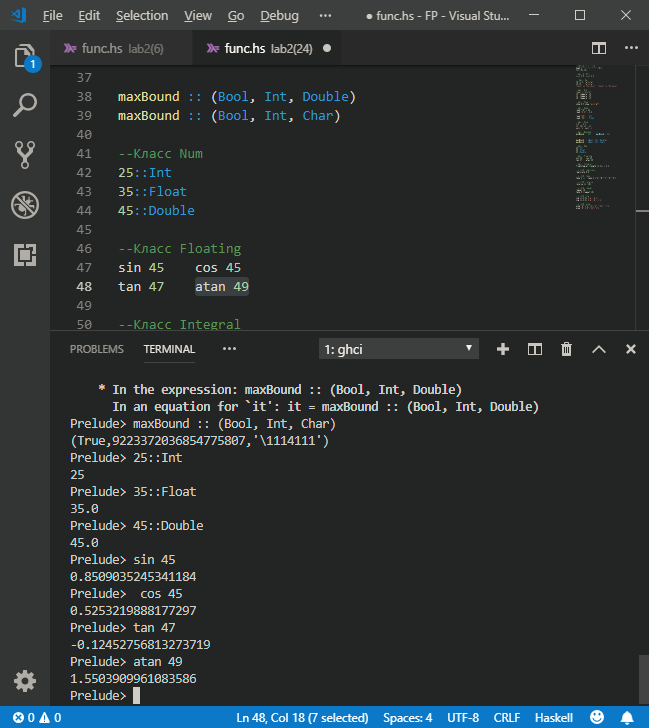 File Edit Selection View Go Debug ••• ● func.hs - FP - Visual Stu...
1
func.hs lab2(6) func.hs lab2(24) ●
37
38 maxBound :: (Bool, Int, Double)
39 maxBound :: (Bool, Int, Char)
40
41 --Класс Num
42 25::Int
43 35::Float
44 45::Double
45
46 --Класс Floating
47 sin 45    cos 45
48 tan 47    atan 49
49
50 --Класс Integral
PROBLEMS TERMINAL ••• 1: ghci
    * In the expression: maxBound :: (Bool, Int, Double)
      In an equation for `it': it = maxBound :: (Bool, Int, Double)
Prelude> maxBound :: (Bool, Int, Char)
(True,9223372036854775807,'\1114111')
Prelude> 25::Int
25
Prelude> 35::Float
35.0
Prelude> 45::Double
45.0
Prelude> sin 45
0.8509035245341184
Prelude>  cos 45
0.5253219888177297
Prelude> tan 47
-0.12452756813273719
Prelude> atan 49
1.5503909961083586
Prelude>
0 0 Ln 48, Col 18 (7 selected) Spaces: 4 UTF-8 CRLF Haskell